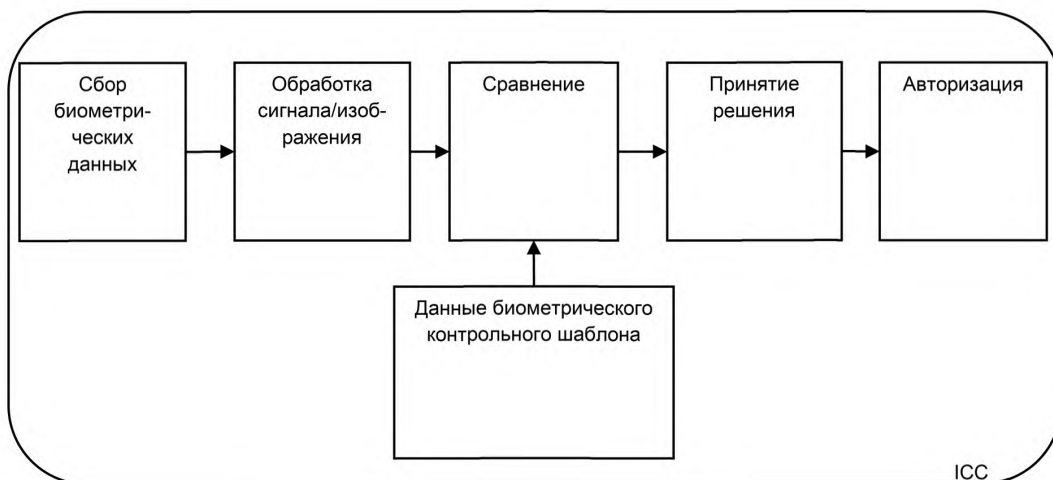 Сбор
биометри-
ческих
данных
Обработка
сигнала/изоб-
ражения
Сравнение
Принятие
решения
Авторизация
Данные биометрического
контрольного шаблона
ICC